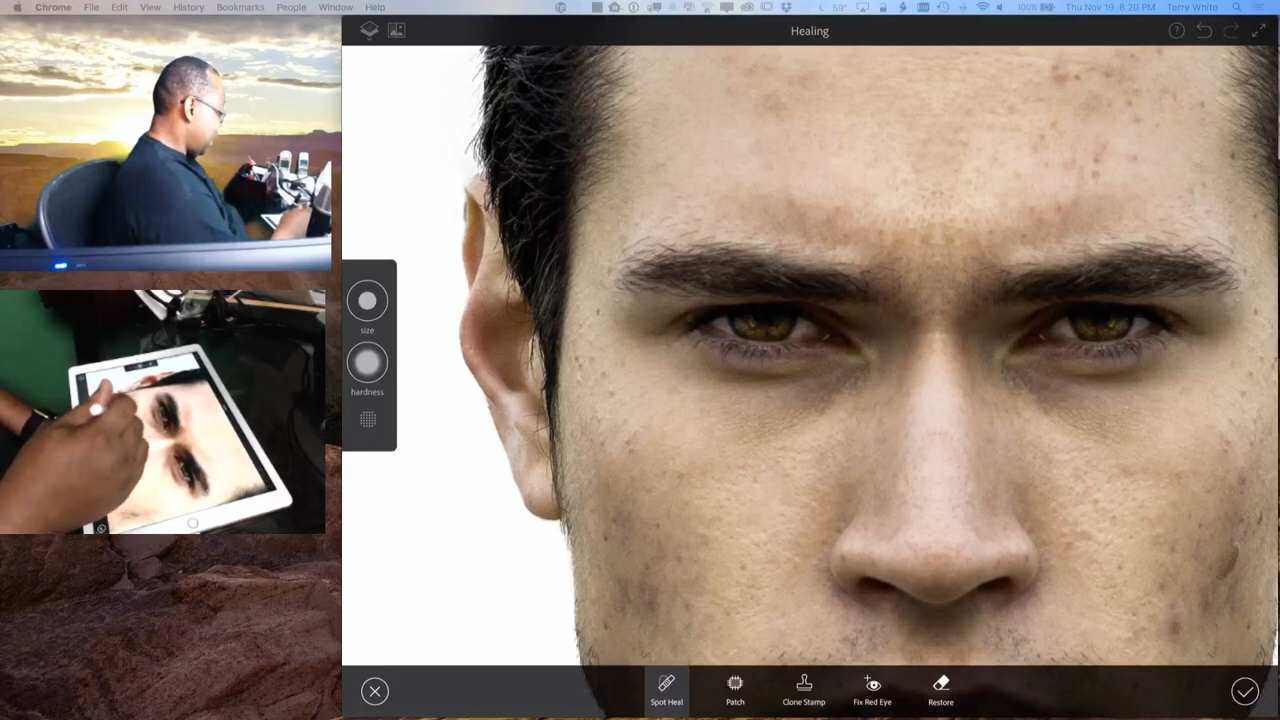 Chrome File Edit View History Bookmarks People Window Help 59° 100% Thu Nov 19 8:20 PM Terry White
Healing
size
hardness
Spot Heal Patch Clone Stamp Fix Red Eye Restore